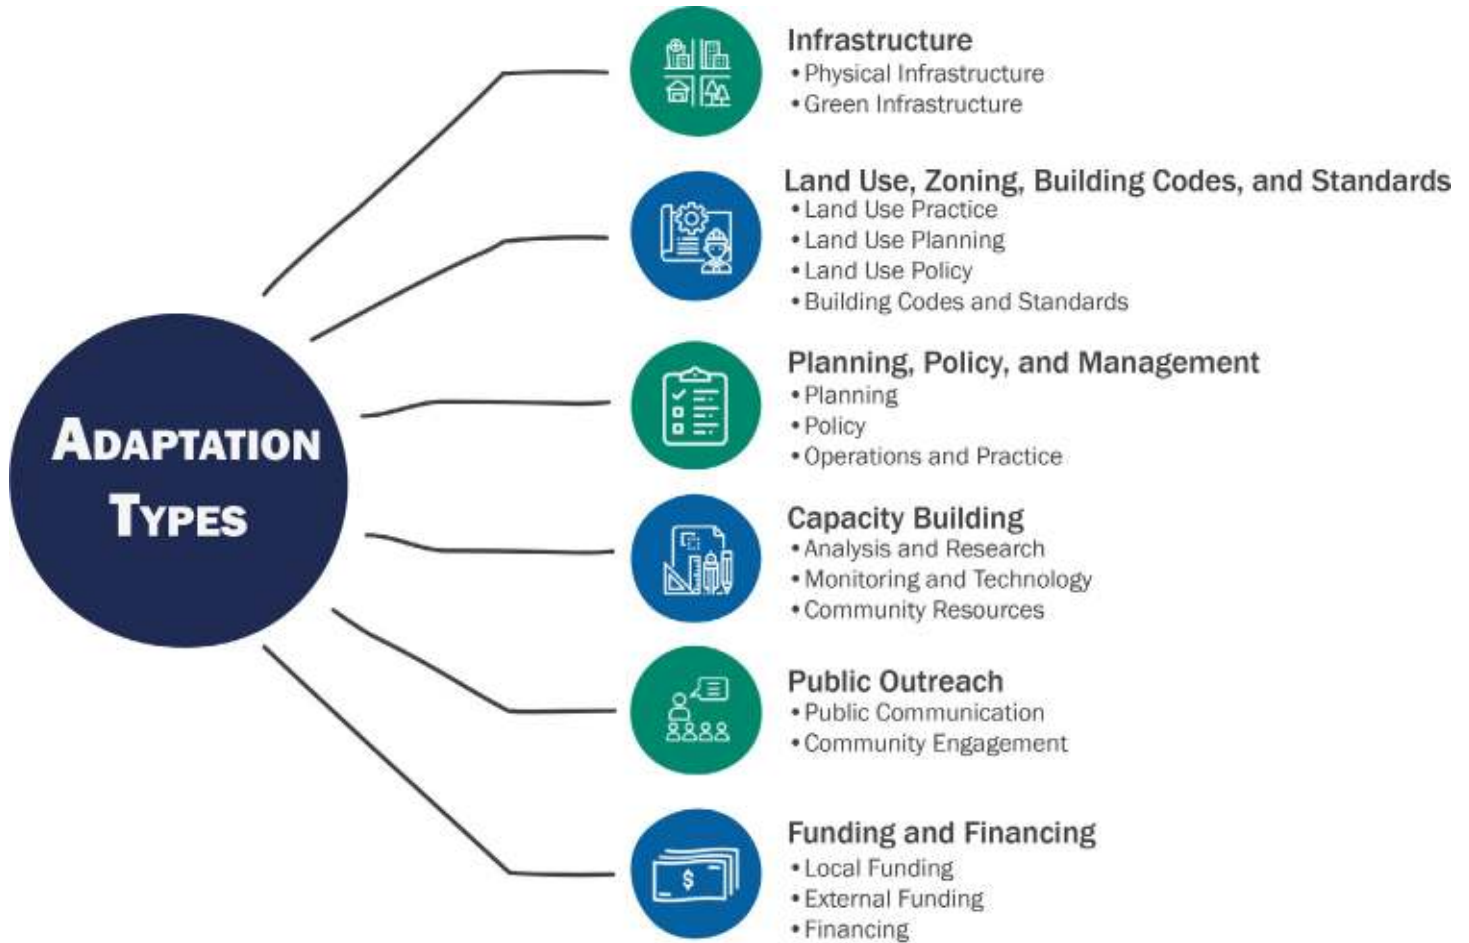 ADAPTATION
TYPES
Infrastructure
• Physical Infrastructure
• Green Infrastructure
Land Use, Zoning, Building Codes, and Standards
• Land Use Practice
• Land Use Planning
• Land Use Policy
• Building Codes and Standards
Planning, Policy, and Management
• Planning
• Policy
• Operations and Practice
Capacity Building
• Analysis and Research
• Monitoring and Technology
• Community Resources
Public Outreach
• Public Communication
• Community Engagement
$
Funding and Financing
• Local Funding
• External Funding
• Financing